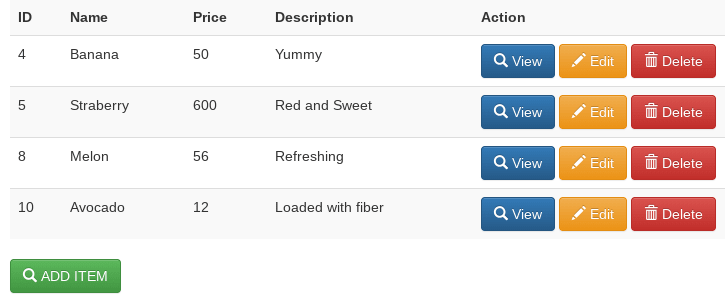 ID Name Price Description Action
4 Banana 50 Yummy View Edit Delete
5 Straberry 600 Red and Sweet View Edit Delete
8 Melon 56 Refreshing View Edit Delete
10 Avocado 12 Loaded with fiber View Edit Delete
ADD ITEM